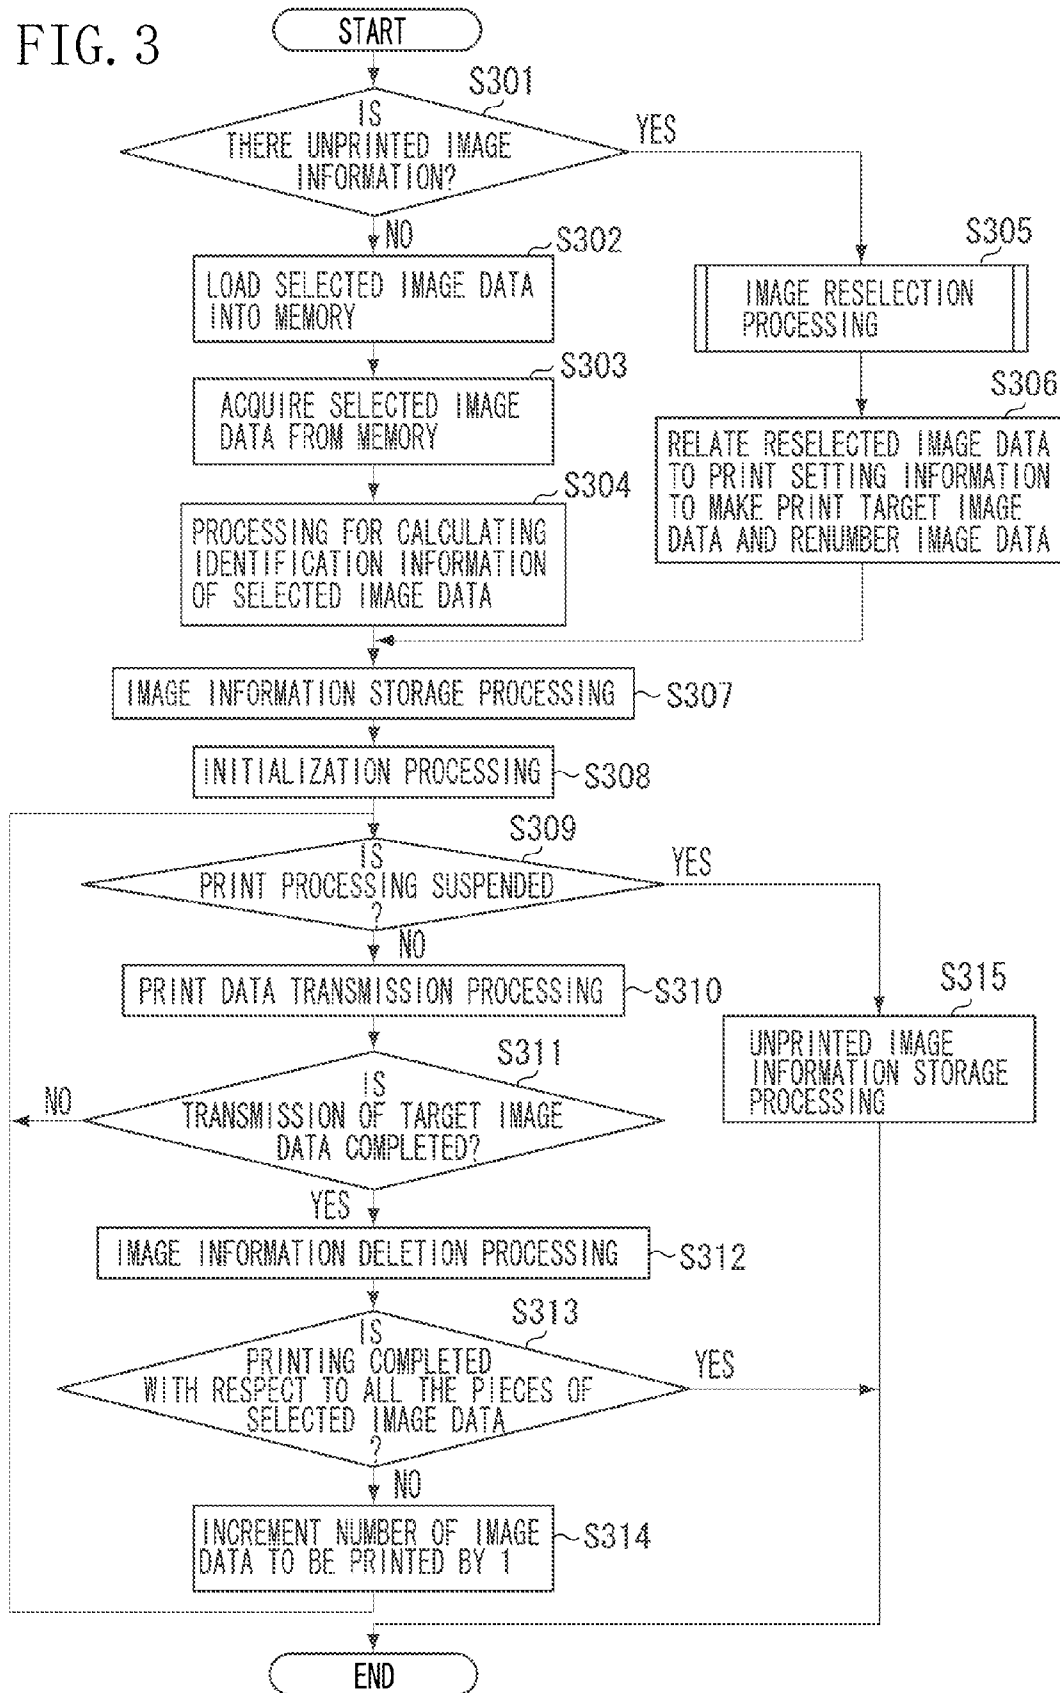 FIG. 3
START
S301
IS
THERE UNPRINTED IMAGE
INFORMATION?
YES
NO
S302
LOAD SELECTED IMAGE DATA
INTO MEMORY
S305
IMAGE RESELECTION
PROCESSING
S303
ACQUIRE SELECTED IMAGE
DATA FROM MEMORY
S306
RELATE RESELECTED IMAGE DATA
TO PRINT SETTING INFORMATION
TO MAKE PRINT TARGET IMAGE
DATA AND RENUMBER IMAGE DATA
S304
PROCESSING FOR CALCULATING
IDENTIFICATION INFORMATION
OF SELECTED IMAGE DATA
IMAGE INFORMATION STORAGE PROCESSING
S307
INITIALIZATION PROCESSING
S308
S309
IS
PRINT PROCESSING SUSPENDED
?
YES
NO
PRINT DATA TRANSMISSION PROCESSING
S310
S315
UNPRINTED IMAGE
INFORMATION STORAGE
PROCESSING
S311
IS
TRANSMISSION OF TARGET IMAGE
DATA COMPLETED?
NO
YES
IMAGE INFORMATION DELETION PROCESSING
S312
S313
IS
PRINTING COMPLETED
WITH RESPECT TO ALL THE PIECES OF
SELECTED IMAGE DATA
?
YES
NO
INCREMENT NUMBER OF IMAGE
DATA TO BE PRINTED BY 1
S314
END